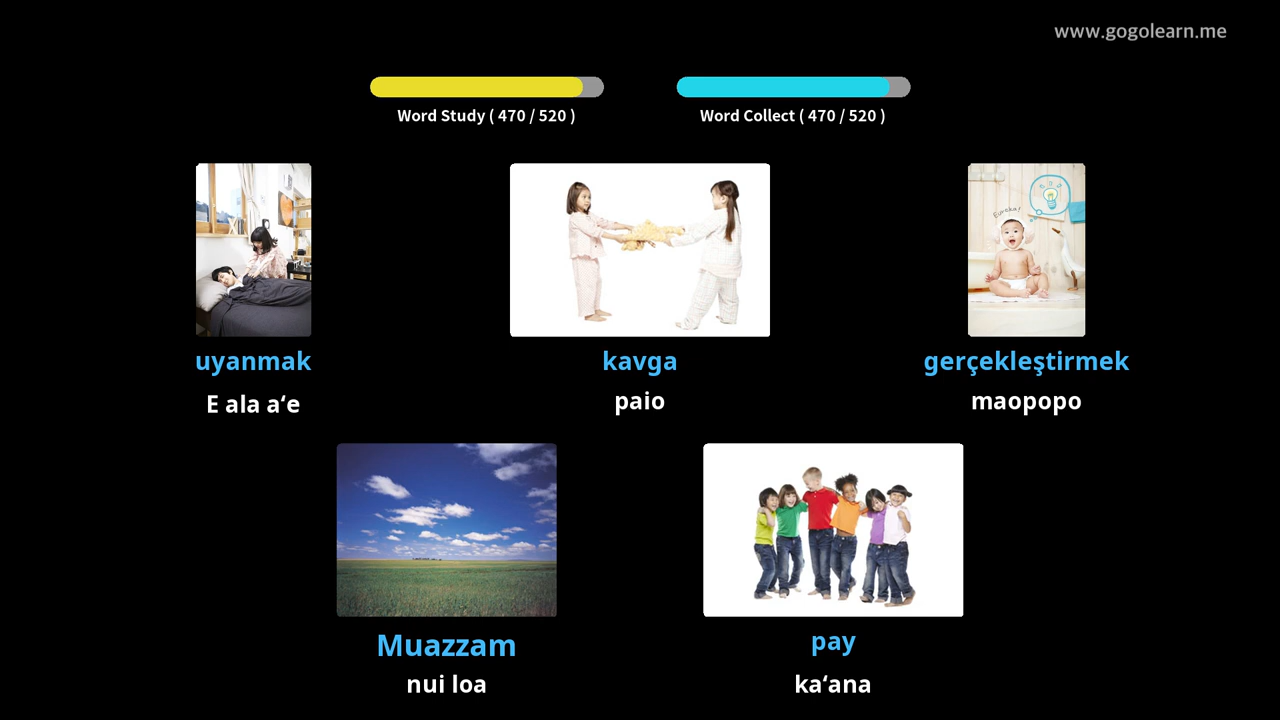 www.gogolearn.me
Word Study ( 470 / 520 )
Word Collect ( 470 / 520 )
Eureka!
uyanmak
kavga
gerçekleştirmek
E ala aʻe
paio
maopopo
Muazzam
pay
nui loa
kaʻana